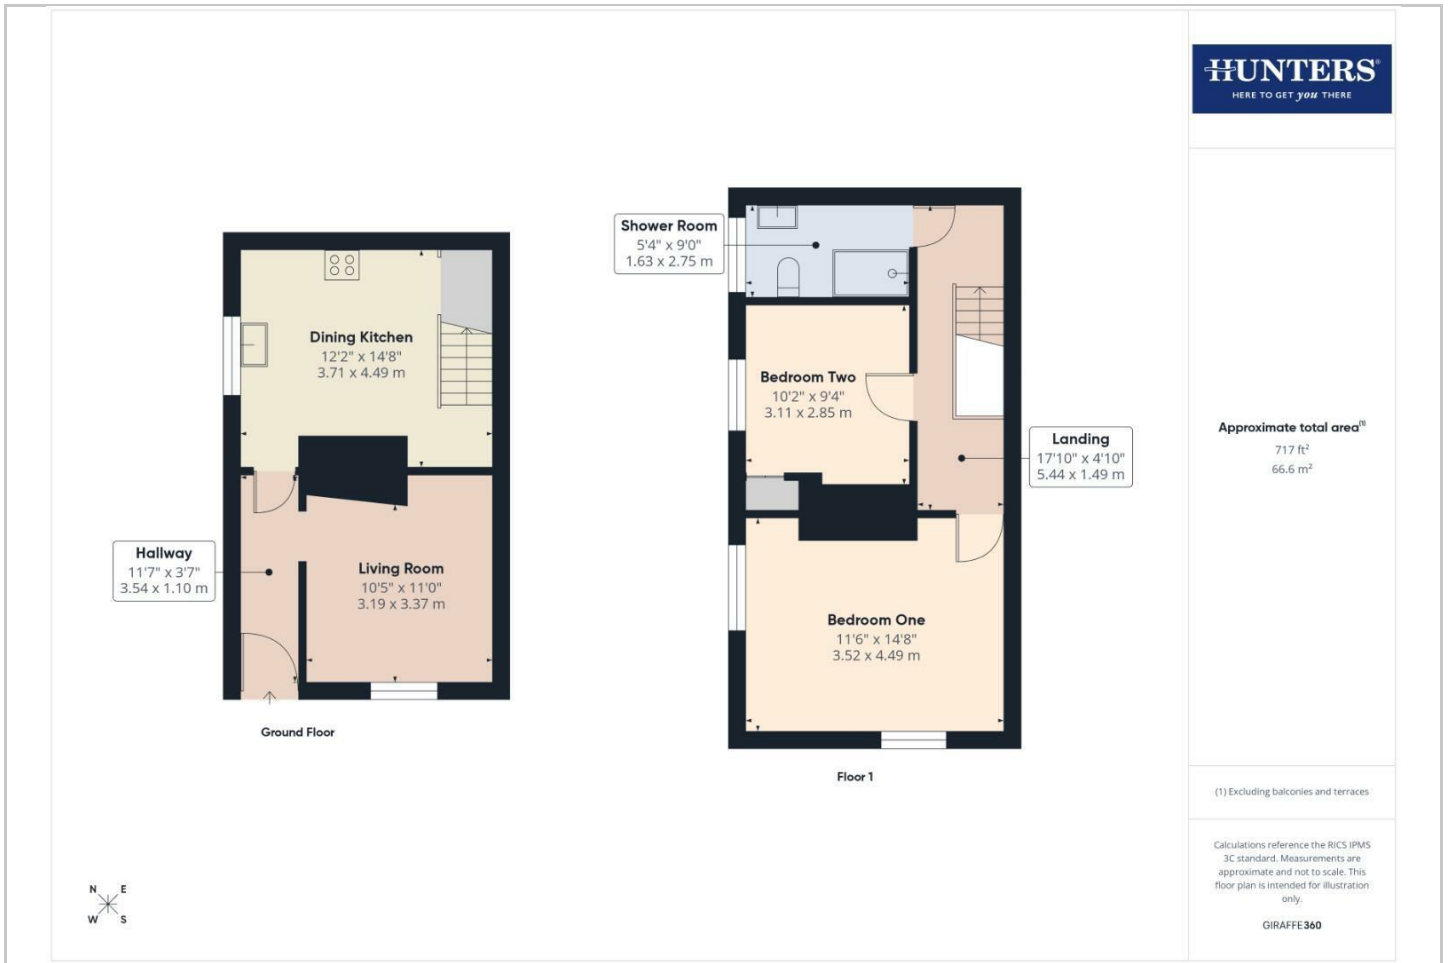 HUNTERS®
HERE TO GET you THERE
Shower Room
5'4" x 9'0"
1.63 x 2.75 m
Dining Kitchen
12'2" x 14'8"
3.71 x 4.49 m
Bedroom Two
10'2" x 9'4"
3.11 x 2.85 m
Landing
17'10" x 4'10"
5.44 x 1.49 m
Hallway
11'7" x 3'7"
3.54 x 1.10 m
Living Room
10'5" x 11'0"
3.19 x 3.37 m
Bedroom One
11'6" x 14'8"
3.52 x 4.49 m
Ground Floor
Floor 1
N E
W S
Approximate total area(1)
717 ft²
66.6 m²
(1) Excluding balconies and terraces
Calculations reference the RICS IPMS
3C standard. Measurements are
approximate and not to scale. This
floor plan is intended for illustration
only.
GIRAFFE360